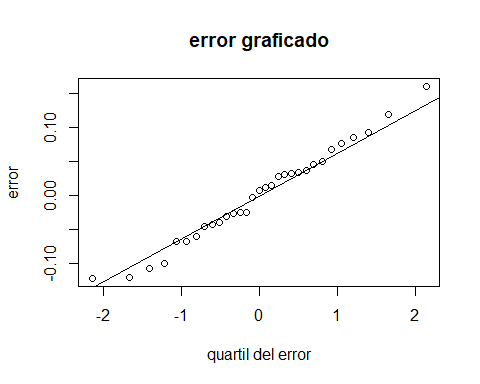 error graficado
error
0.10
0.00
-0.10
-2
-1
0
1
2
quartil del error